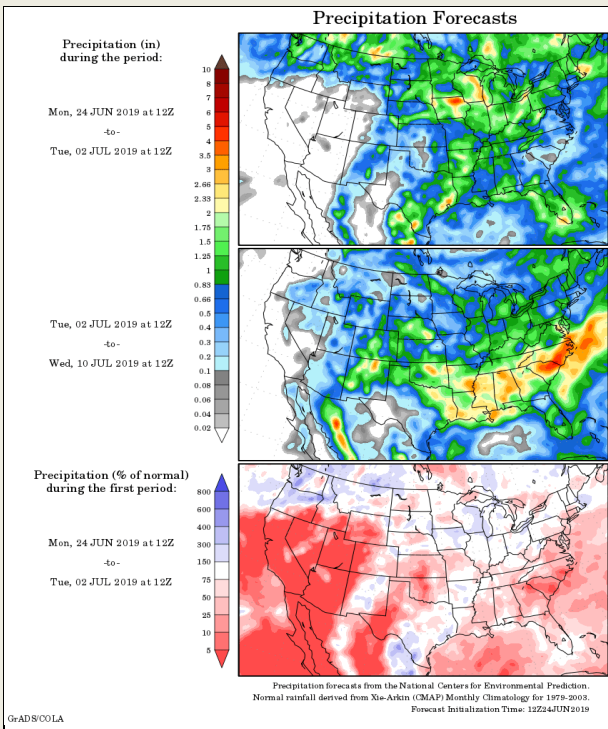 Precipitation Forecasts
Precipitation (in)
during the period:
Mon, 24 JUN 2019 at 12Z
-to-
Tue, 02 JUL 2019 at 12Z
10
8
7
6
5
4
3.5
3
2.66
2.33
2
1.75
1.5
1.25
1
0.83
0.66
0.5
0.4
0.3
0.2
0.1
0.08
0.06
0.04
0.02
Tue, 02 JUL 2019 at 12Z
-to-
Wed, 10 JUL 2019 at 12Z
Precipitation (% of normal)
during the first period:
Mon, 24 JUN 2019 at 12Z
-to-
Tue, 02 JUL 2019 at 12Z
800
600
400
300
150
75
50
25
10
5
Precipitation forecasts from the National Centers for Environmental Prediction.
Normal rainfall derived from Xie-Arkin (CMAP) Monthly Climatology for 1979-2003.
Forecast Initialization Time: 12Z24JUN2019
GrADS/COLA